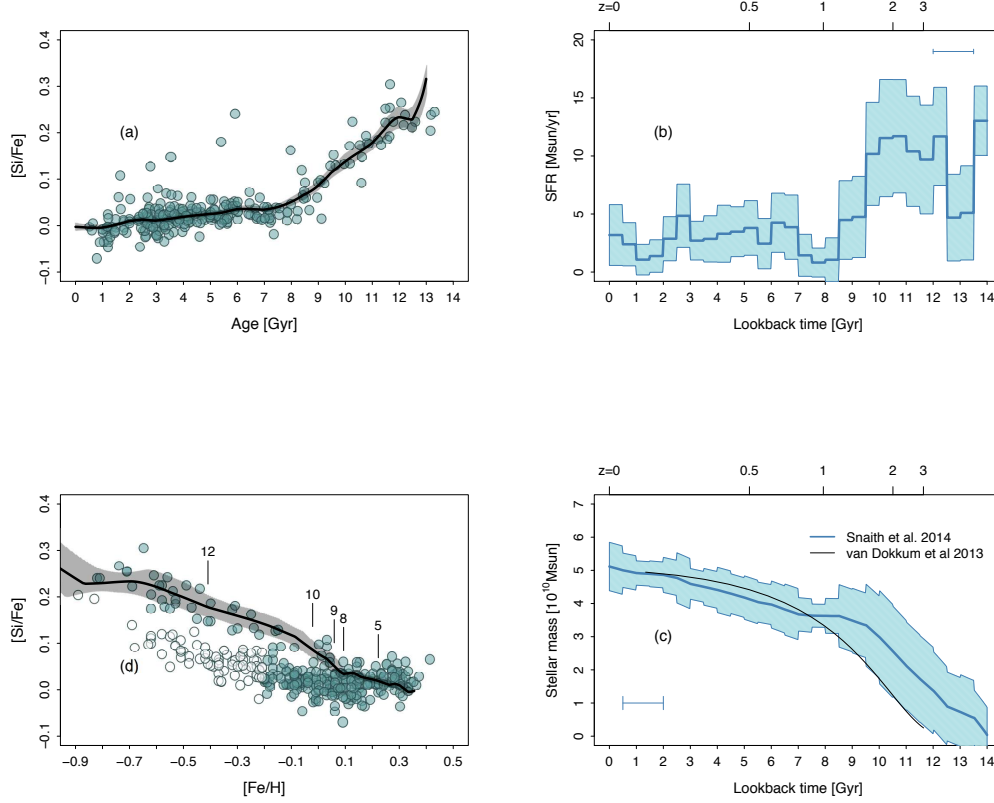 z=0 0.5 1 2 3
0.4
0.3
0.2
0.1
0.0
−0.1
[Si/Fe]
(a)
0 1 2 3 4 5 6 7 8 9 10 11 12 13 14
Age [Gyr]
20
15
10
5
0
SFR [Msun/yr]
(b)
0 1 2 3 4 5 6 7 8 9 10 11 12 13 14
Lookback time [Gyr]
0.4
0.3
0.2
0.1
0.0
−0.1
[Si/Fe]
12
10
9
8
5
(d)
−0.9 −0.7 −0.5 −0.3 −0.1 0.1 0.3 0.5
[Fe/H]
z=0 0.5 1 2 3
7
6
5
4
3
2
1
0
Stellar mass [10¹⁰Msun]
Snaith et al. 2014
van Dokkum et al 2013
(c)
0 1 2 3 4 5 6 7 8 9 10 11 12 13 14
Lookback time [Gyr]